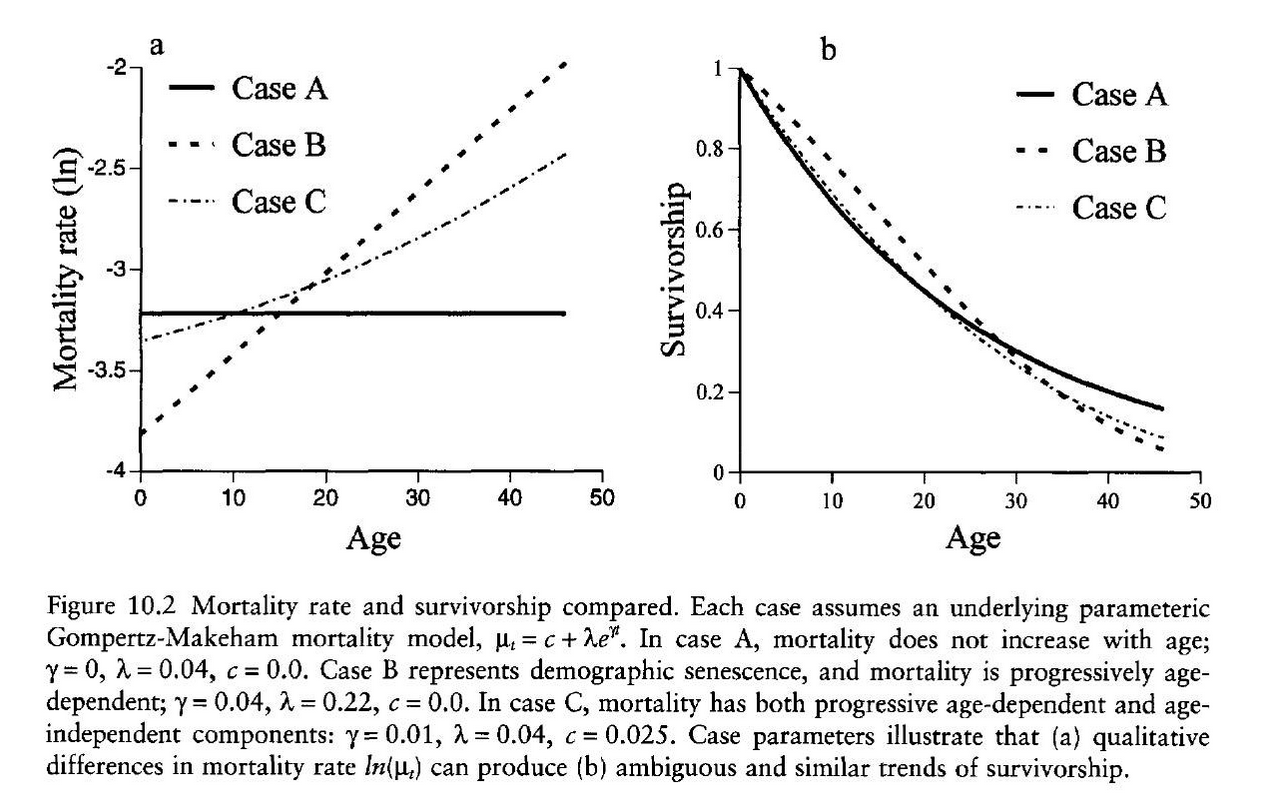 a
-2
Case A
Case B
Case C
-2.5
-3
-3.5
-4
Mortality rate (ln)
0 10 20 30 40 50
Age
b
1
Case A
Case B
Case C
0.8
0.6
0.4
0.2
0
Survivorship
0 10 20 30 40 50
Age
Figure 10.2 Mortality rate and survivorship compared. Each case assumes an underlying parameteric
Gompertz-Makeham mortality model, μₜ = c + λe^γt. In case A, mortality does not increase with age;
γ = 0, λ = 0.04, c = 0.0. Case B represents demographic senescence, and mortality is progressively age-
dependent; γ = 0.04, λ = 0.22, c = 0.0. In case C, mortality has both progressive age-dependent and age-
independent components: γ = 0.01, λ = 0.04, c = 0.025. Case parameters illustrate that (a) qualitative
differences in mortality rate ln(μₜ) can produce (b) ambiguous and similar trends of survivorship.